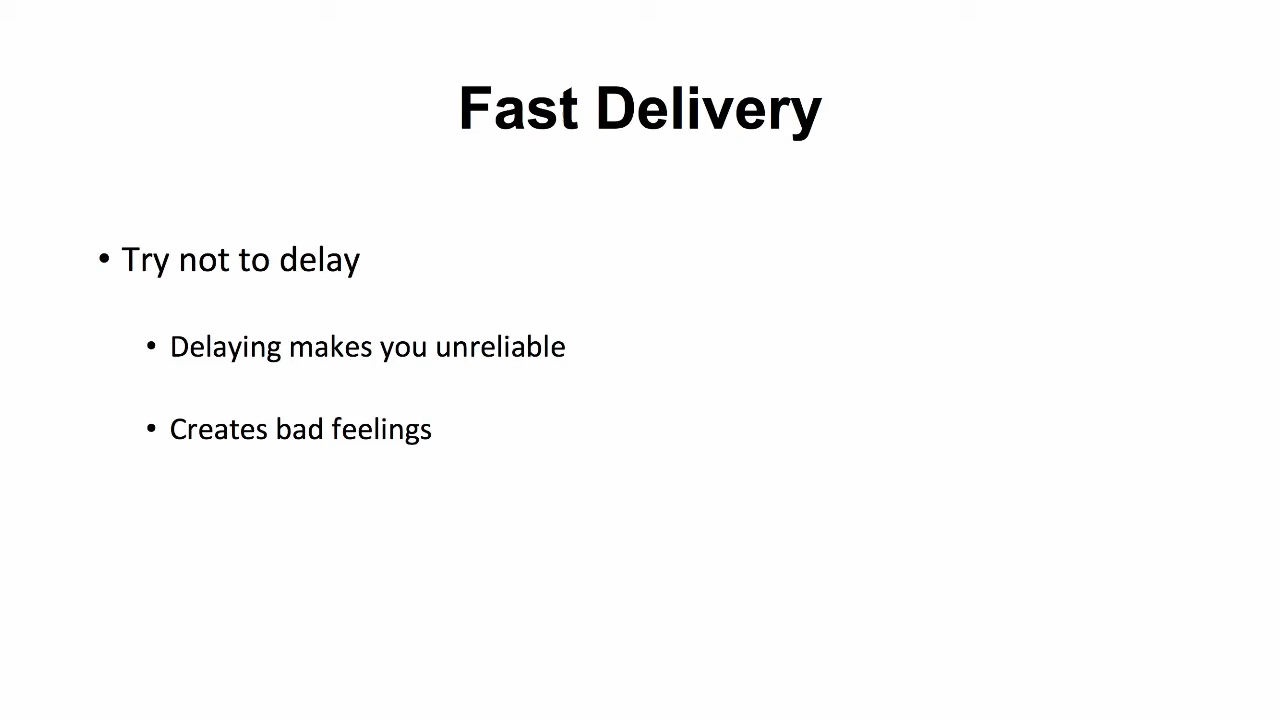 Fast Delivery
• Try not to delay
• Delaying makes you unreliable
• Creates bad feelings